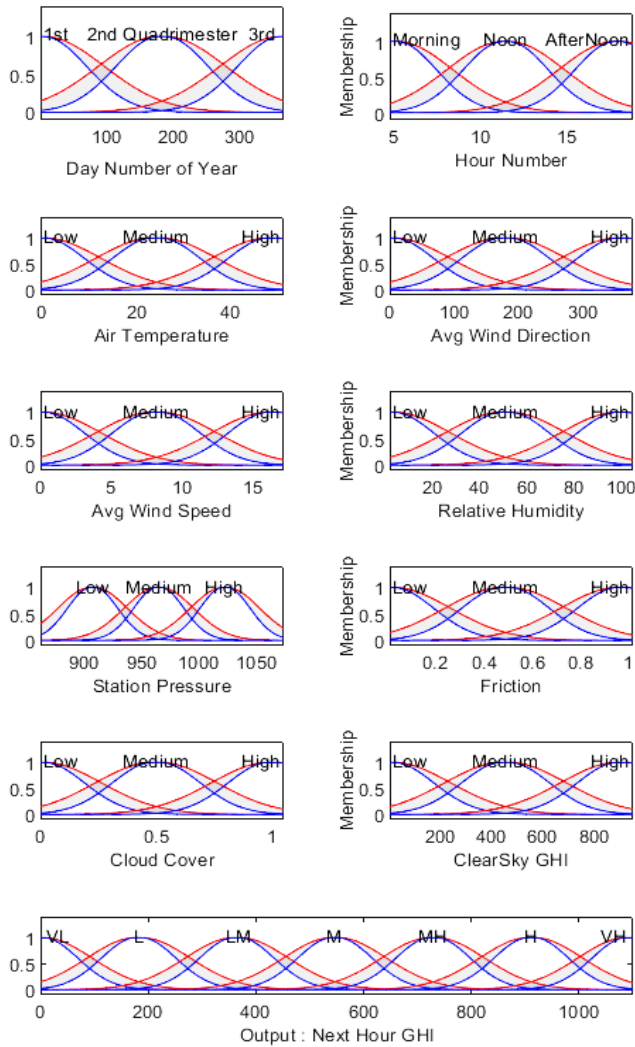 1st 2nd Quadrimester 3rd
1
0.5
0
100 200 300
Day Number of Year
Membership
Morning Noon AfterNoon
1
0.5
0
5 10 15
Hour Number
Low Medium High
1
0.5
0
0 20 40
Air Temperature
Membership
Low Medium High
1
0.5
0
0 100 200 300
Avg Wind Direction
Low Medium High
1
0.5
0
0 5 10 15
Avg Wind Speed
Membership
Low Medium High
1
0.5
0
20 40 60 80 100
Relative Humidity
Low Medium High
1
0.5
0
900 950 1000 1050
Station Pressure
Membership
Low Medium High
1
0.5
0
0.2 0.4 0.6 0.8 1
Friction
Low Medium High
1
0.5
0
0 0.5 1
Cloud Cover
Membership
Low Medium High
1
0.5
0
200 400 600 800
ClearSky GHI
VL L LM M MH H VH
1
0.5
0
0 200 400 600 800 1000
Output : Next Hour GHI